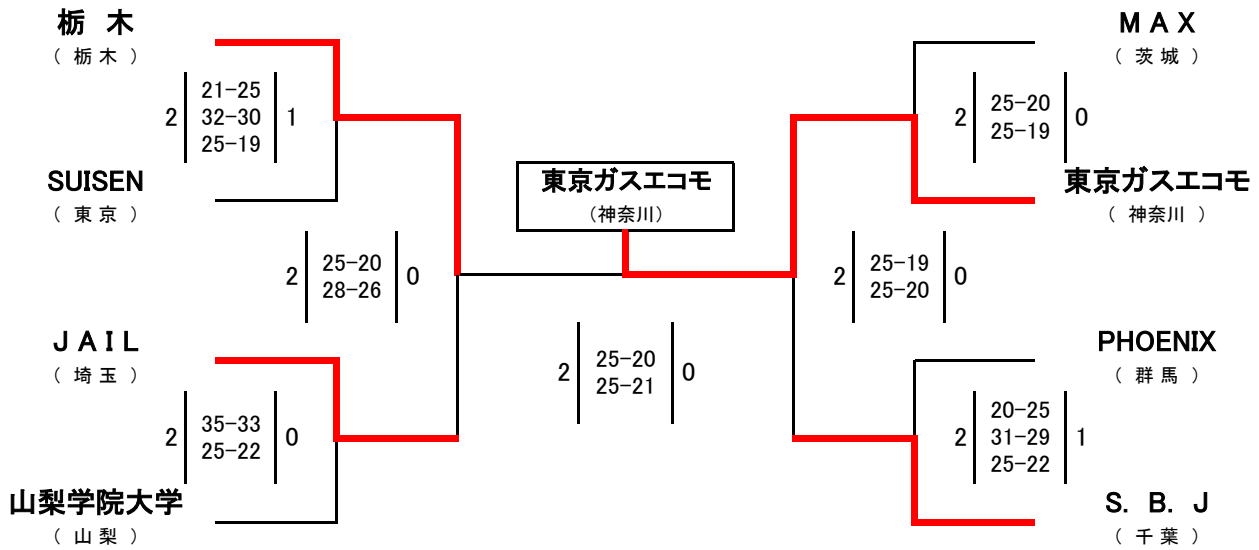 栃 木
（ 栃 木 ）
2 21-25 1
32-30
25-19
SUISEN
（ 東 京 ）
2 25-20 0
28-26
J A I L
（ 埼 玉 ）
2 35-33 0
25-22
山梨学院大学
（ 山 梨 ）
東京ガスエコモ
（神奈川）
2 25-20 0
25-21
M A X
（ 茨 城 ）
2 25-20 0
25-19
東京ガスエコモ
（ 神奈川 ）
2 25-19 0
25-20
PHOENIX
（ 群 馬 ）
2 20-25 1
31-29
25-22
S. B. J
（ 千 葉 ）